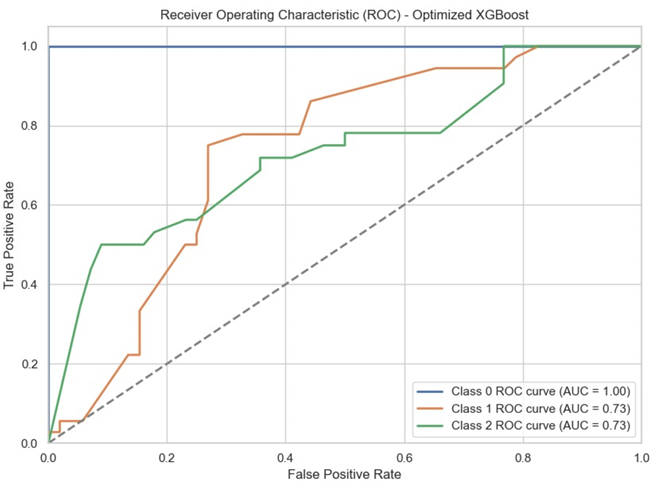 Receiver Operating Characteristic (ROC) - Optimized XGBoost
1.0
0.8
0.6
0.4
0.2
0.0
True Positive Rate
Class 0 ROC curve (AUC = 1.00)
Class 1 ROC curve (AUC = 0.73)
Class 2 ROC curve (AUC = 0.73)
0.0 0.2 0.4 0.6 0.8 1.0
False Positive Rate